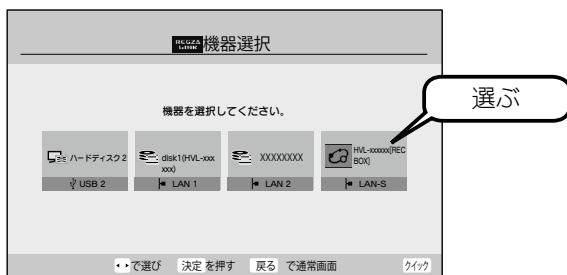 REGZA LINK 機器選択
機器を選択してください。
選ぶ
ハードディスク2
USB 2
disk1(HVL-xxx
xxx)
LAN 1
XXXXXXXX
LAN 2
HVL-xxxxxx[REC
BOX]
LAN-S
で選び 決定 を押す 戻る で通常画面 クイック